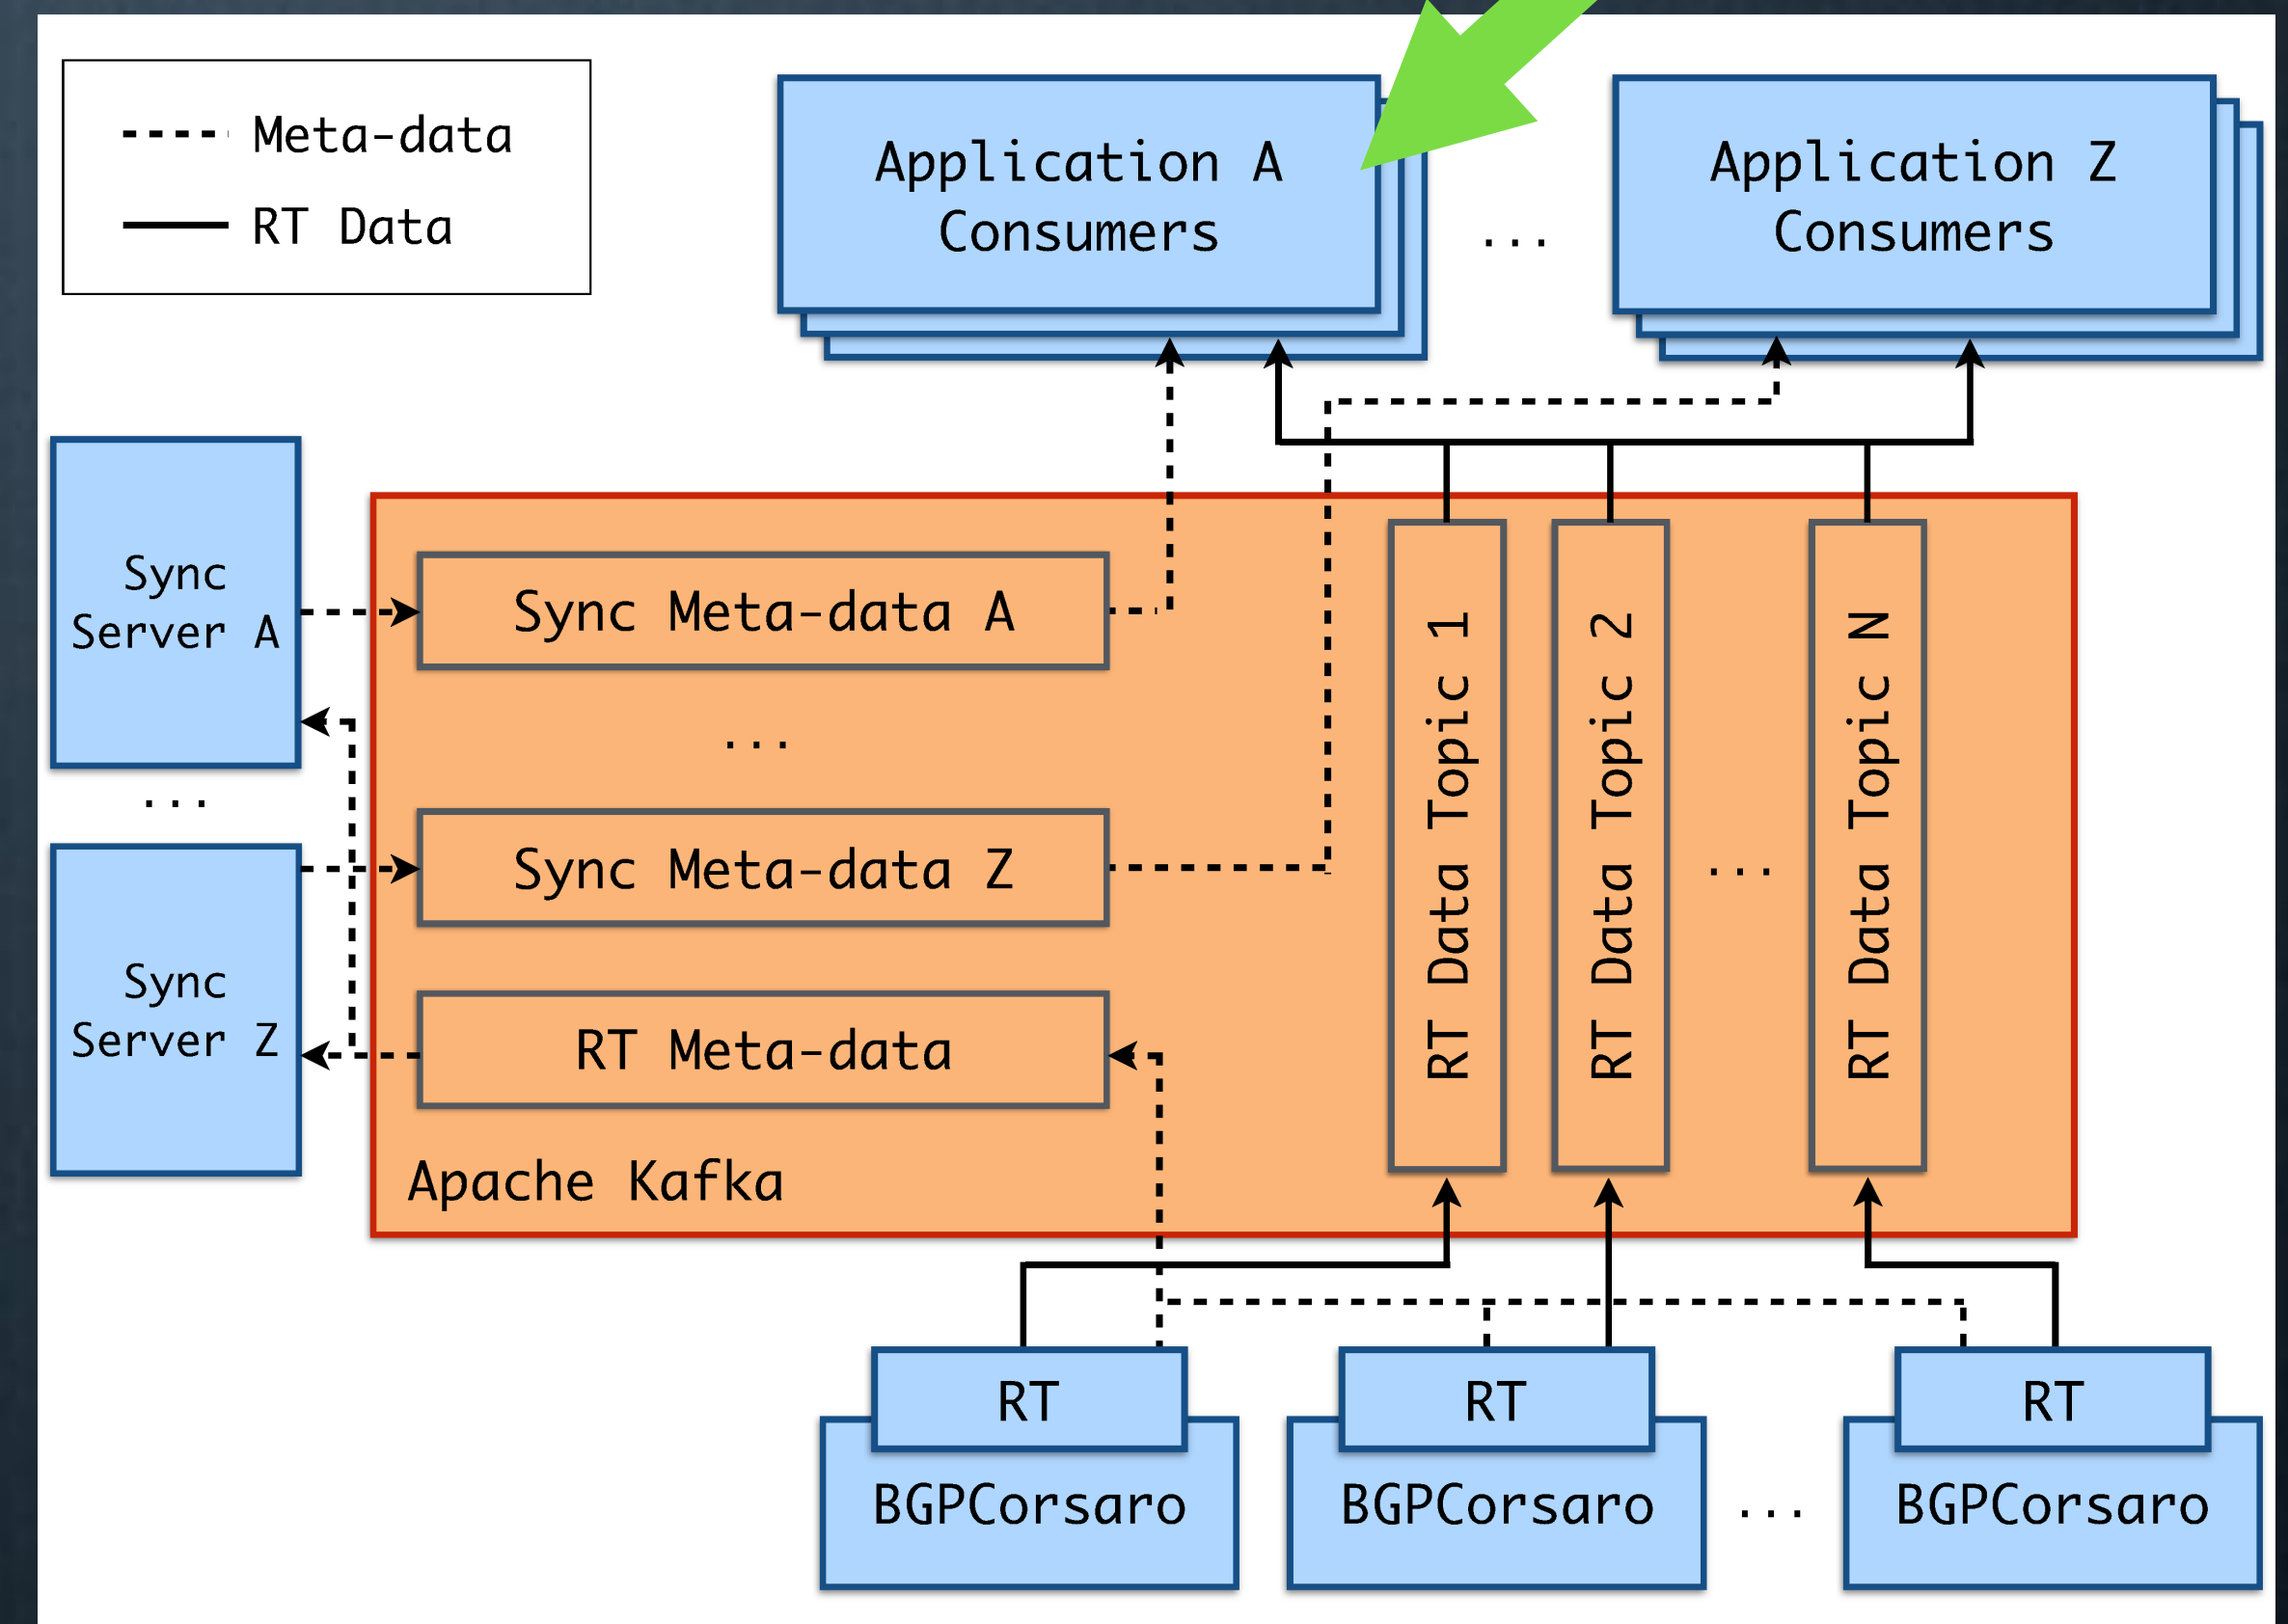 Meta-data
RT Data
Application A
Consumers
...
Application Z
Consumers
Sync
Server A
...
Sync
Server Z
Sync Meta-data A
...
Sync Meta-data Z
RT Meta-data
Apache Kafka
RT Data Topic 1
RT Data Topic 2
...
RT Data Topic N
RT
BGPCorsaro
RT
BGPCorsaro
...
RT
BGPCorsaro